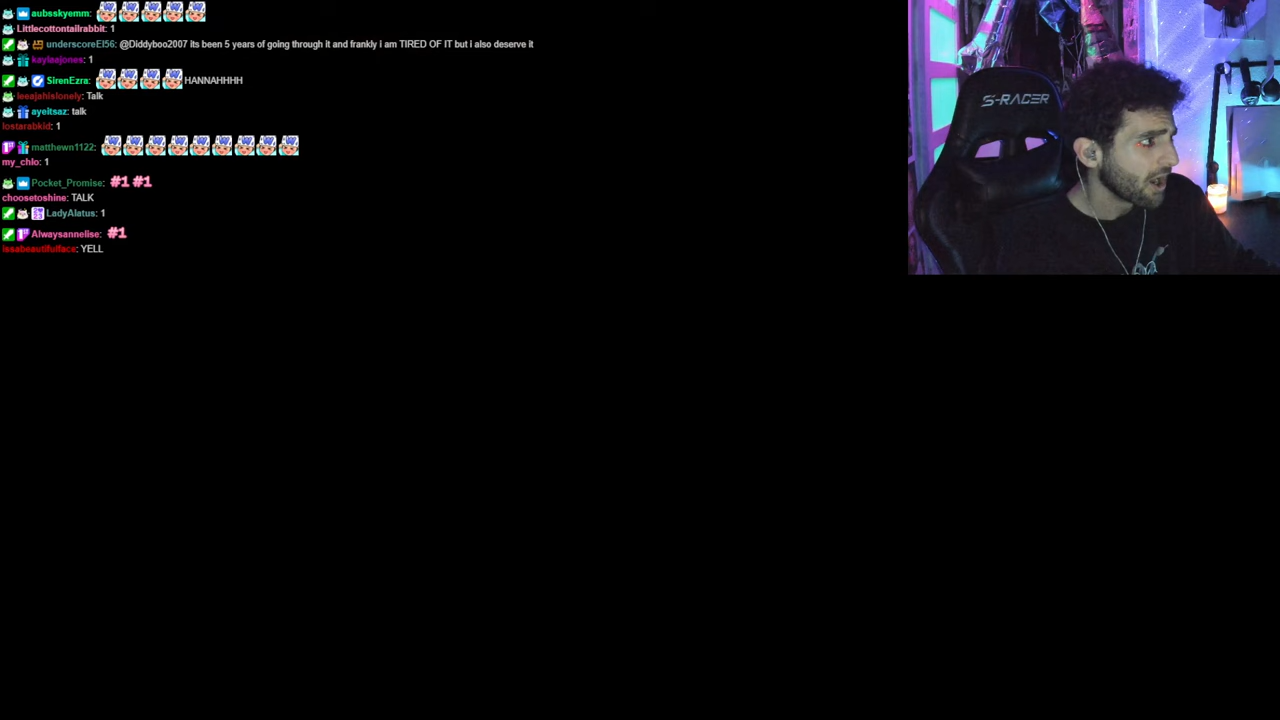 aubsskyemm:
Littlecottontailrabbit: 1
underscoreEl56: @Diddyboo2007 its been 5 years of going through it and frankly i am TIRED OF IT but i also deserve it
kaylaajones: 1
SirenEzra: HANNAHHHH
leeajahislonely: Talk
ayeitsaz: talk
lostarabkid: 1
matthewn1122:
my_chlo: 1
Pocket_Promise: #1 #1
choosetoshine: TALK
LadyAlatus: 1
Alwaysannelise: #1
issabeautifulface: YELL
S-RACER